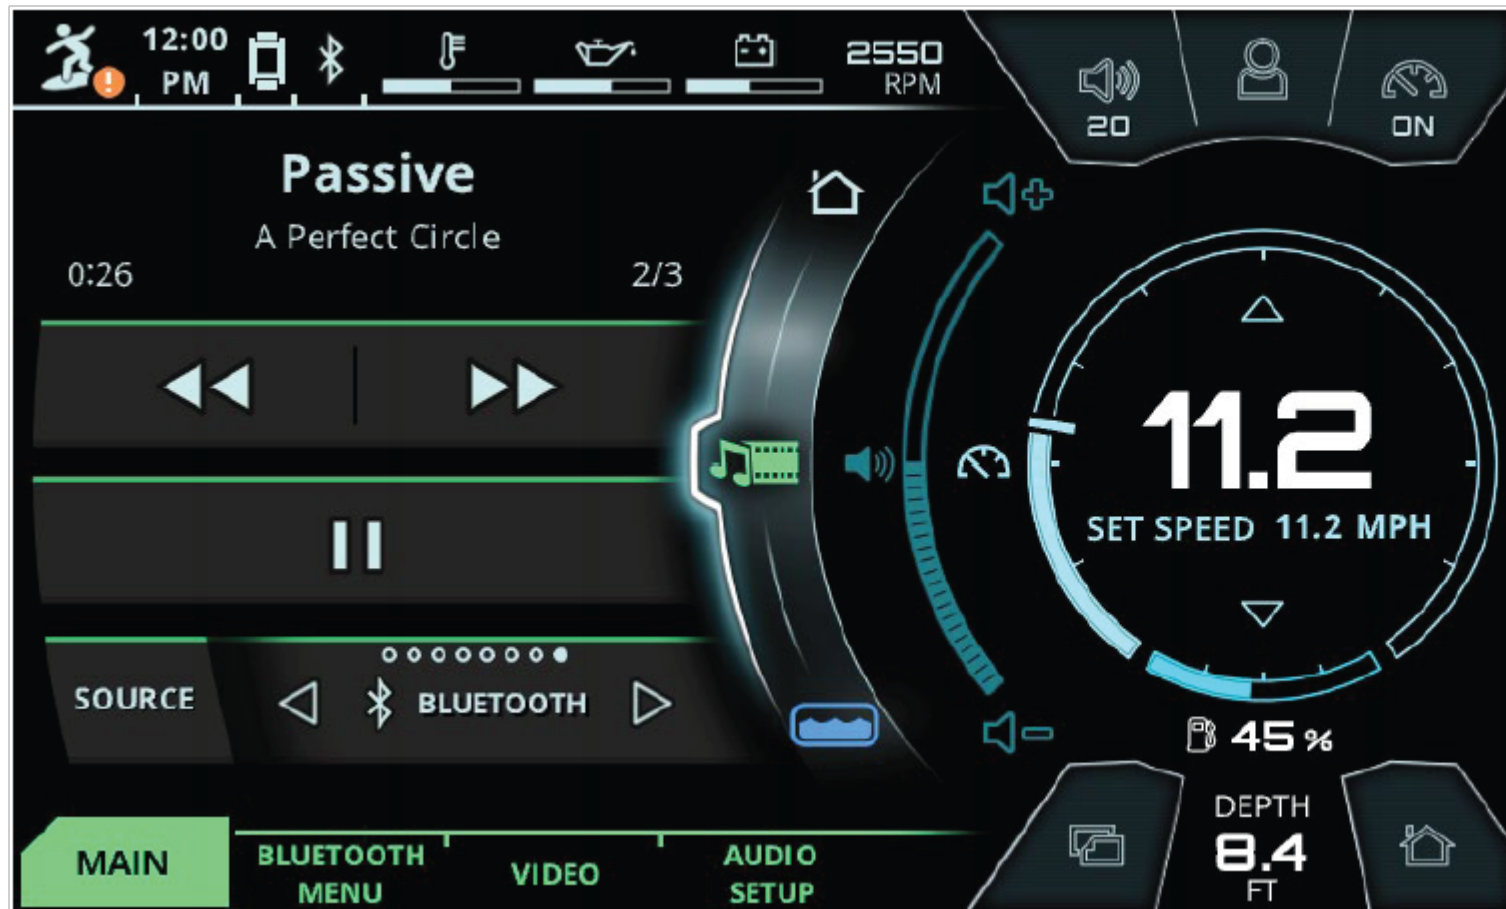 12:00
PM
2550
RPM
20
ON
Passive
A Perfect Circle
0:26
2/3
11.2
SET SPEED 11.2 MPH
SOURCE
BLUETOOTH
45 %
DEPTH
8.4
FT
MAIN
BLUETOOTH
MENU
VIDEO
AUDIO
SETUP